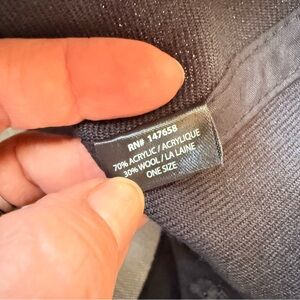 RN# 147658
70% ACRYLIC / ACRYLIQUE
30% WOOL / LA LAINE
ONE SIZE